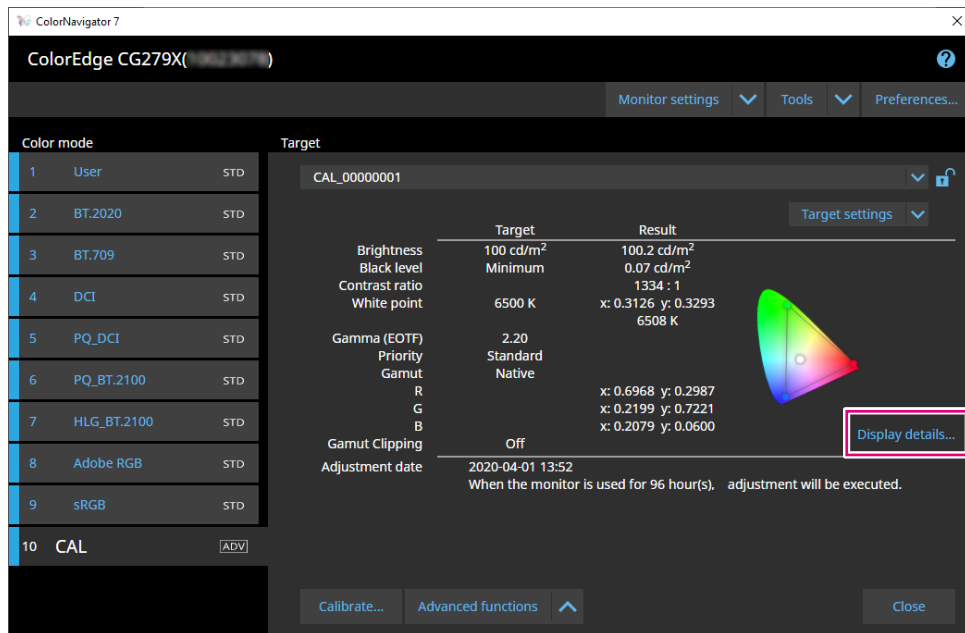 ColorNavigator 7
ColorEdge CG279X( )
Monitor settings Tools Preferences...
Color mode
1 User STD
2 BT.2020 STD
3 BT.709 STD
4 DCI STD
5 PQ_DCI STD
6 PQ_BT.2100 STD
7 HLG_BT.2100 STD
8 Adobe RGB STD
9 sRGB STD
10 CAL ADV
Target
CAL_00000001
Target settings
Target Result
Brightness 100 cd/m² 100.2 cd/m²
Black level Minimum 0.07 cd/m²
Contrast ratio 1334 : 1
White point 6500 K x: 0.3126 y: 0.3293
6508 K
Gamma (EOTF) 2.20
Priority Standard
Gamut Native
R x: 0.6968 y: 0.2987
G x: 0.2199 y: 0.7221
B x: 0.2079 y: 0.0600
Gamut Clipping Off
Display details...
Adjustment date 2020-04-01 13:52
When the monitor is used for 96 hour(s), adjustment will be executed.
Calibrate... Advanced functions Close